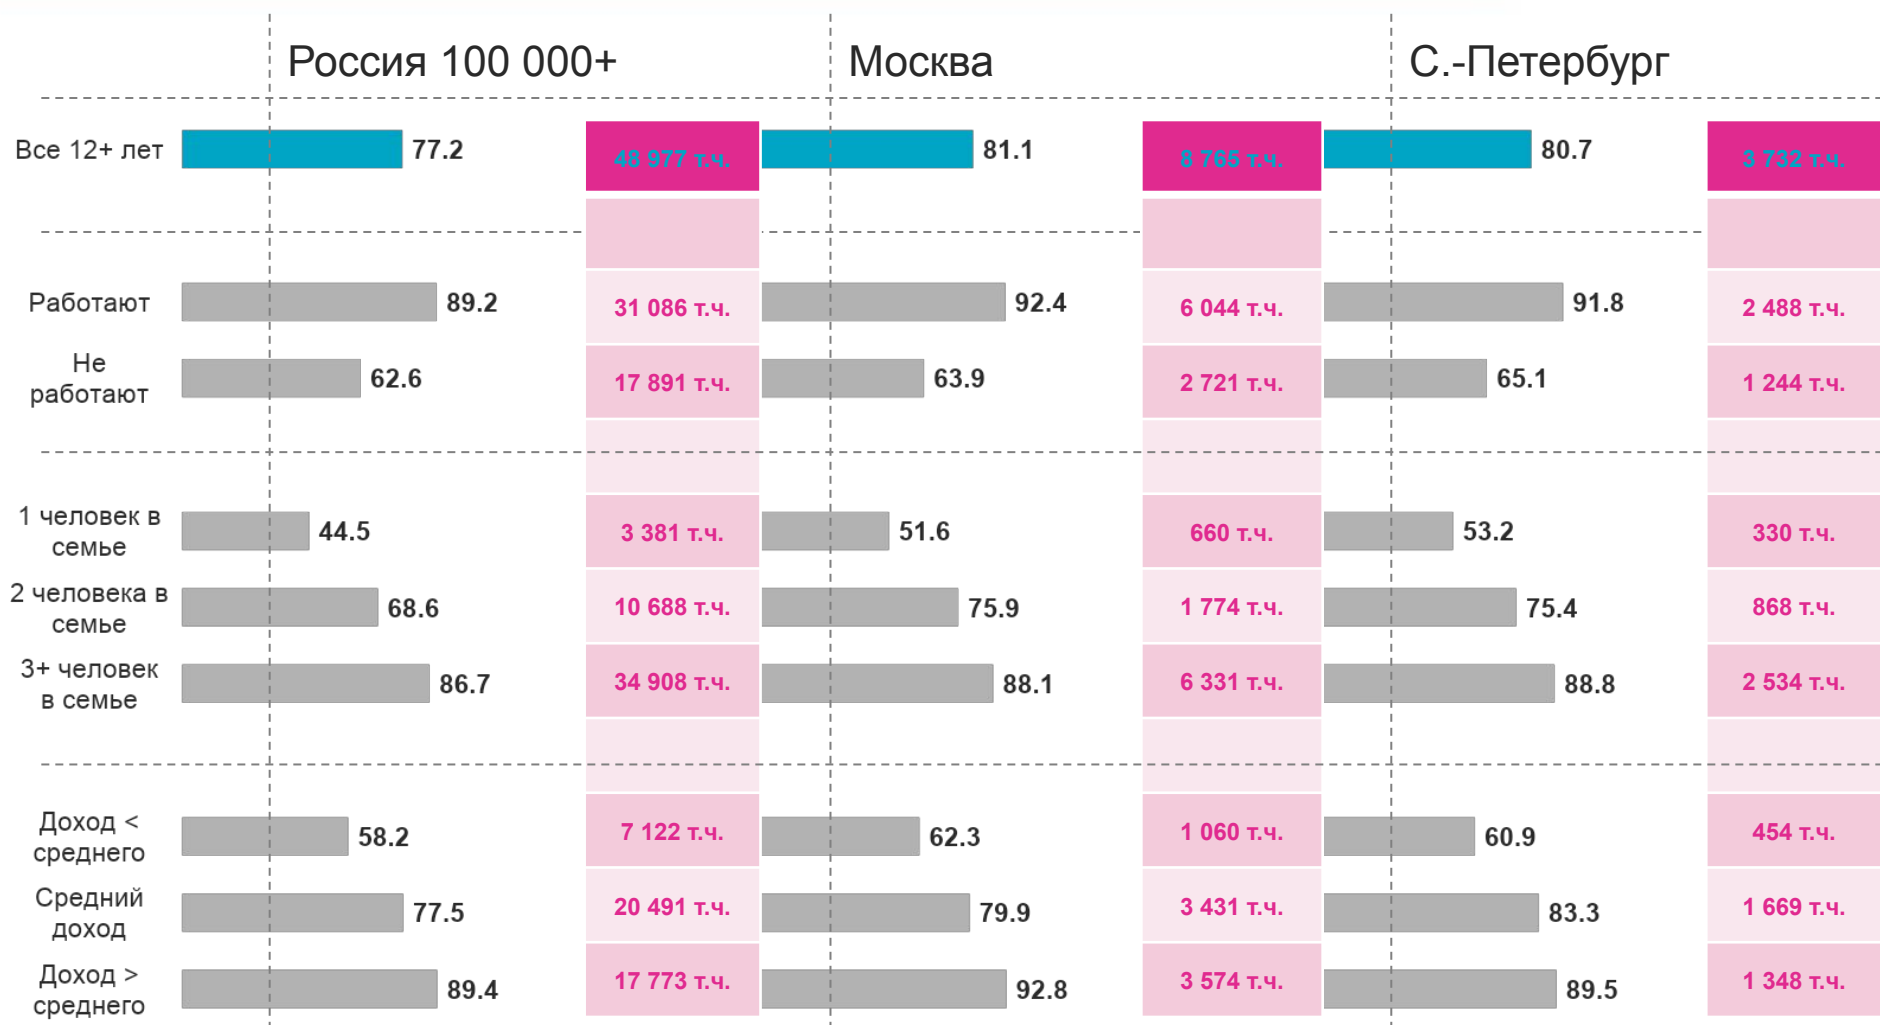 Россия 100 000+ Москва С.-Петербург
Все 12+ лет 77.2 48 977 т.ч. 81.1 8 765 т.ч. 80.7 3 732 т.ч.
Работают 89.2 31 086 т.ч. 92.4 6 044 т.ч. 91.8 2 488 т.ч.
Не
работают 62.6 17 891 т.ч. 63.9 2 721 т.ч. 65.1 1 244 т.ч.
1 человек в
семье 44.5 3 381 т.ч. 51.6 660 т.ч. 53.2 330 т.ч.
2 человека в
семье 68.6 10 688 т.ч. 75.9 1 774 т.ч. 75.4 868 т.ч.
3+ человек
в семье 86.7 34 908 т.ч. 88.1 6 331 т.ч. 88.8 2 534 т.ч.
Доход <
среднего 58.2 7 122 т.ч. 62.3 1 060 т.ч. 60.9 454 т.ч.
Средний
доход 77.5 20 491 т.ч. 79.9 3 431 т.ч. 83.3 1 669 т.ч.
Доход >
среднего 89.4 17 773 т.ч. 92.8 3 574 т.ч. 89.5 1 348 т.ч.